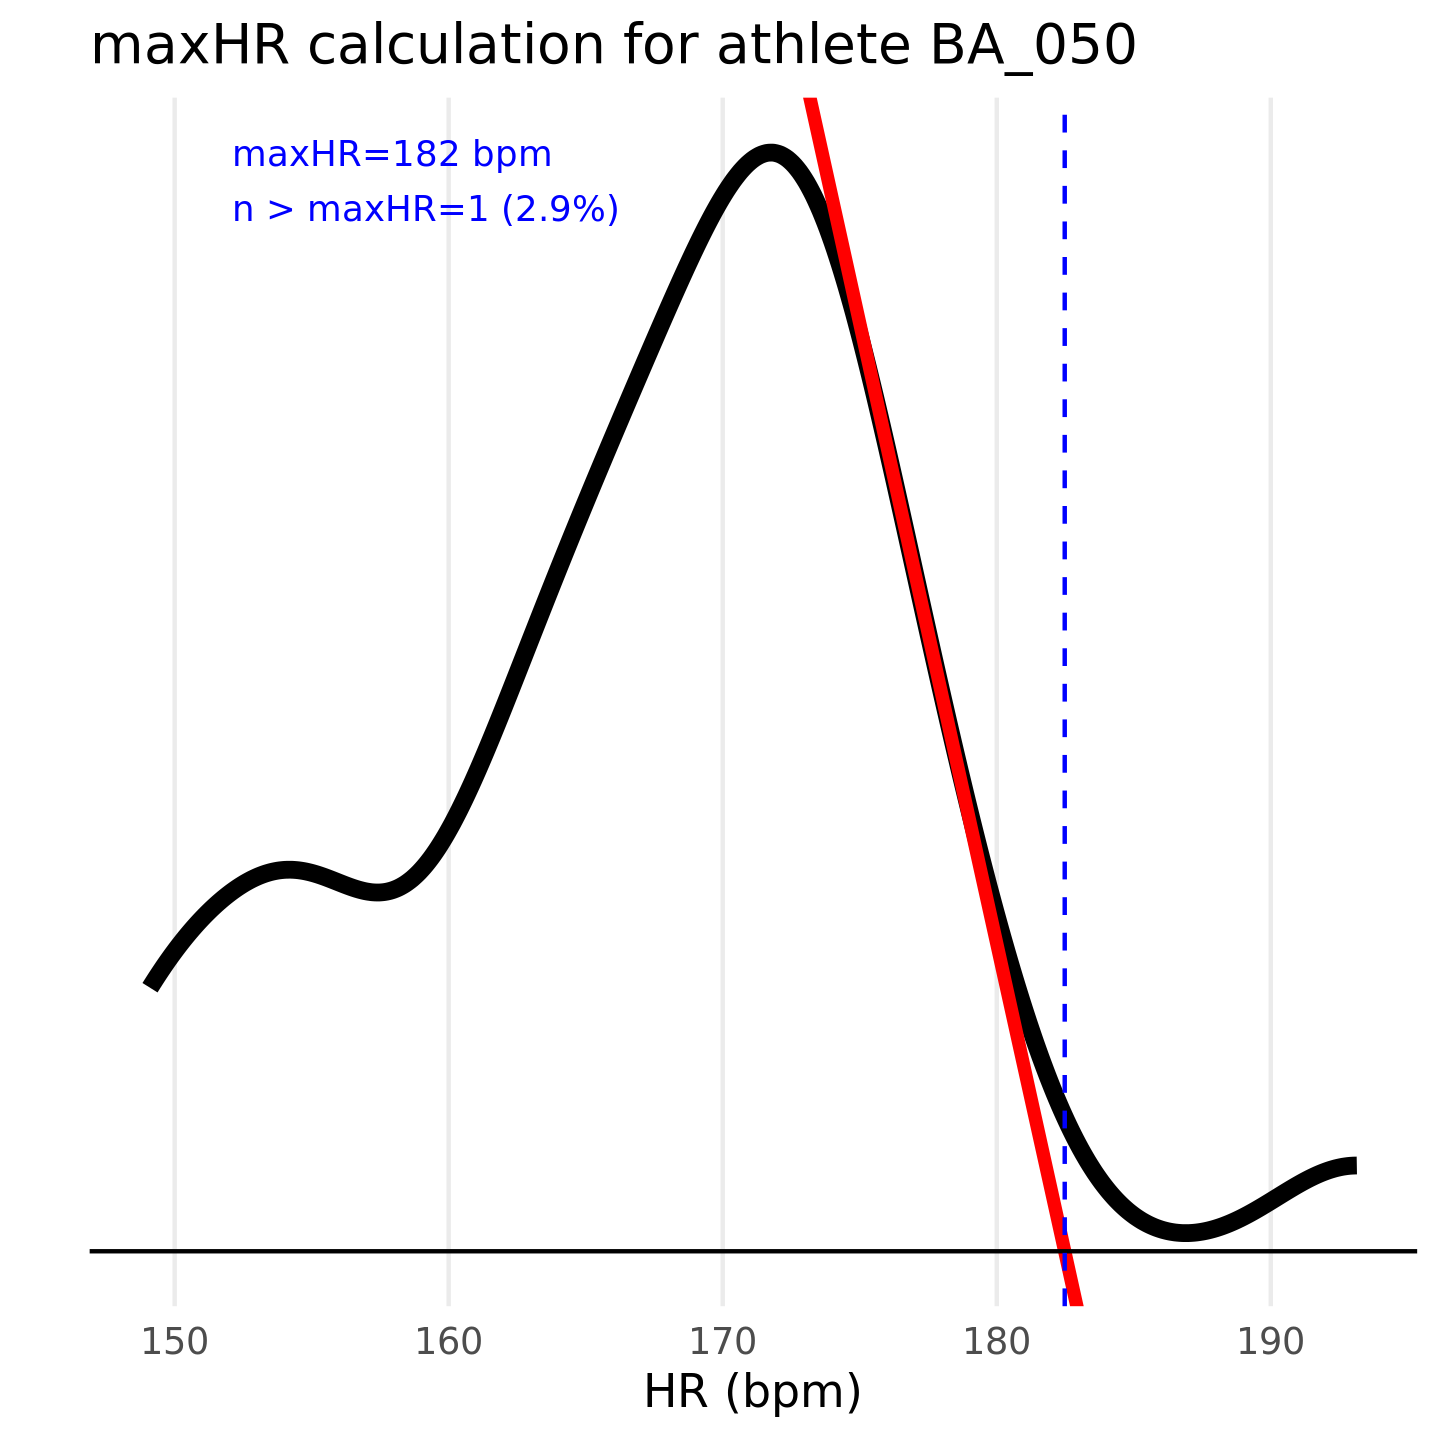 maxHR calculation for athlete BA_050
maxHR=182 bpm
n > maxHR=1 (2.9%)
150 160 170 180 190
HR (bpm)